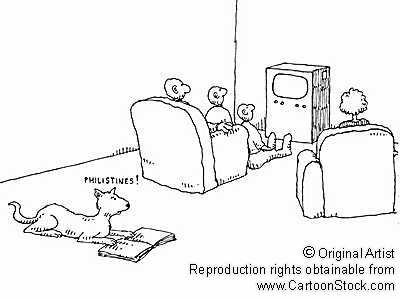 PHILISTINES!
© Original Artist
Reproduction rights obtainable from
www.CartoonStock.com